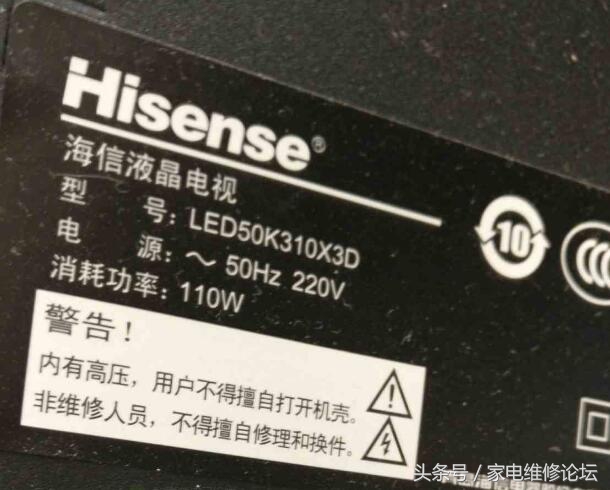 Hisense®
海信液晶电视
型 号: LED50K310X3D
电 源: ～ 50Hz 220V
消耗功率: 110W
10
警告！
内有高压，用户不得擅自打开机壳。
非维修人员，不得擅自修理和换件。
头条号／家电维修论坛